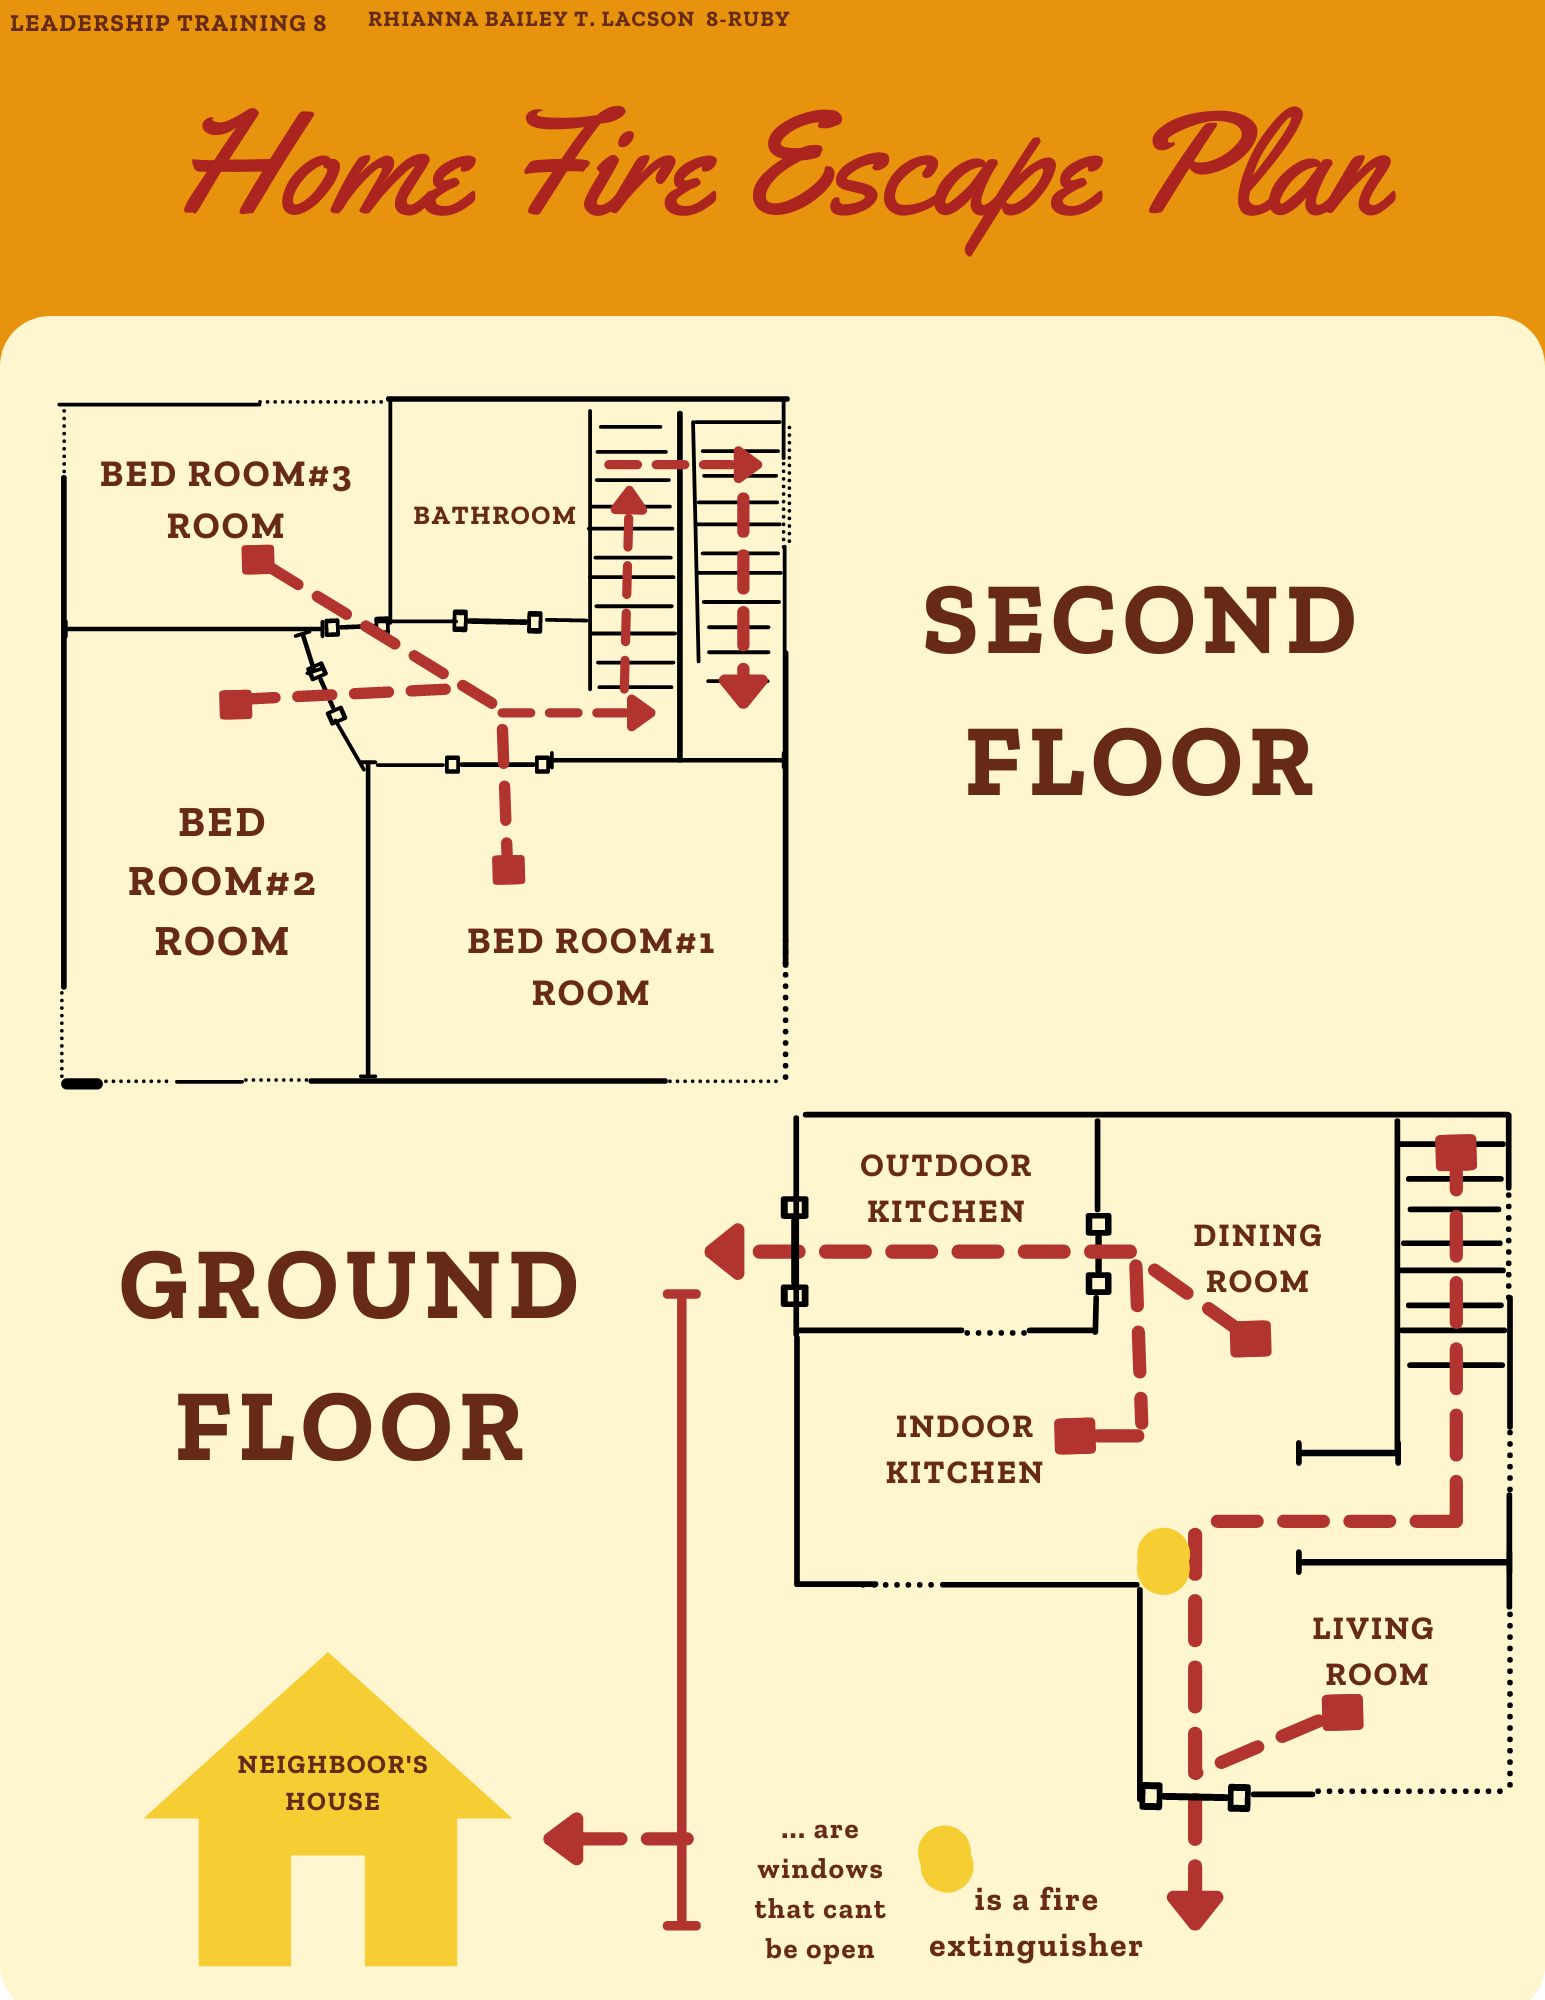 LEADERSHIP TRAINING 8
RHIANNA BAILEY T. LACSON 8-RUBY
Home Fire Escape Plan
BED ROOM#3
ROOM
BATHROOM
SECOND
FLOOR
BED
ROOM#2
ROOM
BED ROOM#1
ROOM
OUTDOOR
KITCHEN
DINING
ROOM
GROUND
FLOOR
INDOOR
KITCHEN
LIVING
ROOM
NEIGHBOOR'S
HOUSE
... are
windows
that cant
be open
is a fire
extinguisher